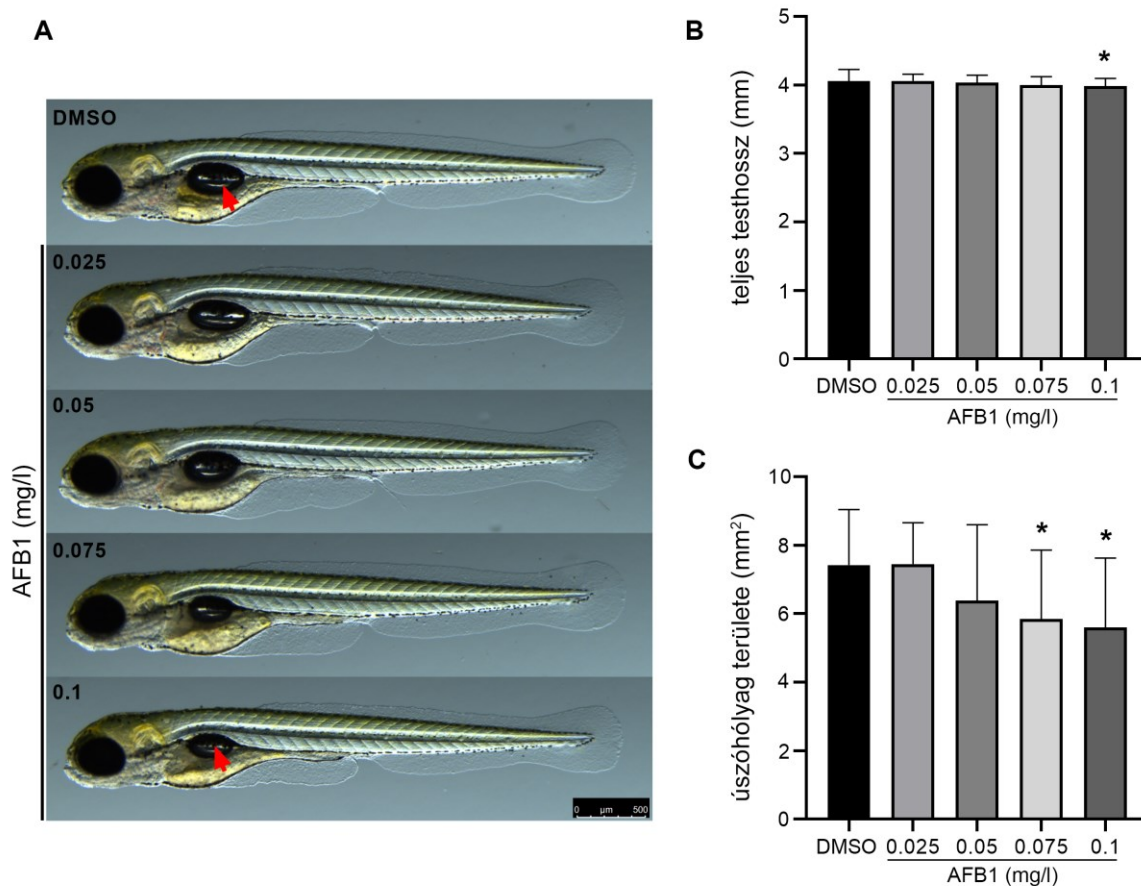 A
DMSO
0.025
0.05
0.075
0.1
AFB1 (mg/l)
0 µm 500
B
teljes testhossz (mm)
5
4
3
2
1
0
*
DMSO 0.025 0.05 0.075 0.1
AFB1 (mg/l)
C
úszóhólyag területe (mm²)
10
8
6
4
2
0
* *
DMSO 0.025 0.05 0.075 0.1
AFB1 (mg/l)